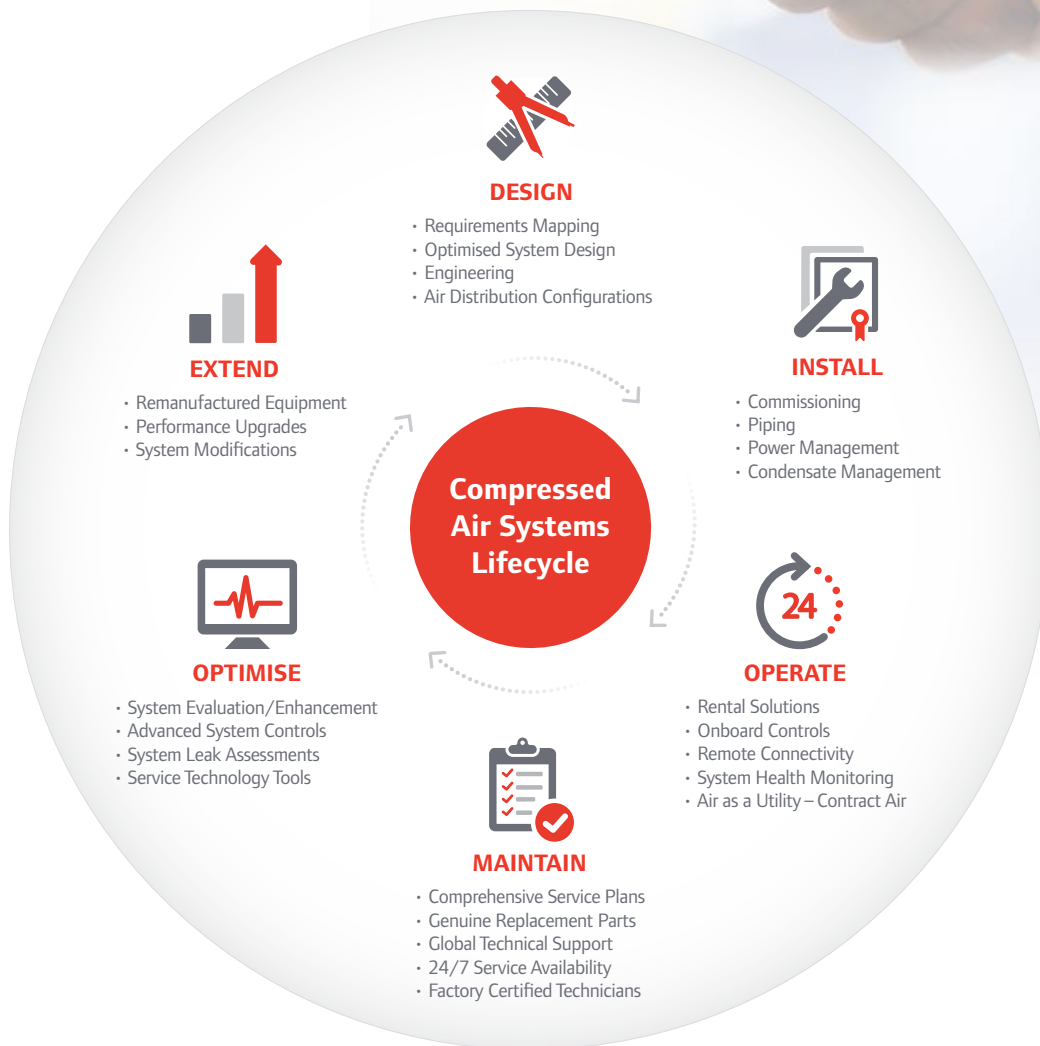 DESIGN
· Requirements Mapping
· Optimised System Design
· Engineering
· Air Distribution Configurations
INSTALL
· Commissioning
· Piping
· Power Management
· Condensate Management
24
OPERATE
· Rental Solutions
· Onboard Controls
· Remote Connectivity
· System Health Monitoring
· Air as a Utility – Contract Air
MAINTAIN
· Comprehensive Service Plans
· Genuine Replacement Parts
· Global Technical Support
· 24/7 Service Availability
· Factory Certified Technicians
OPTIMISE
· System Evaluation/Enhancement
· Advanced System Controls
· System Leak Assessments
· Service Technology Tools
EXTEND
· Remanufactured Equipment
· Performance Upgrades
· System Modifications
Compressed
Air Systems
Lifecycle